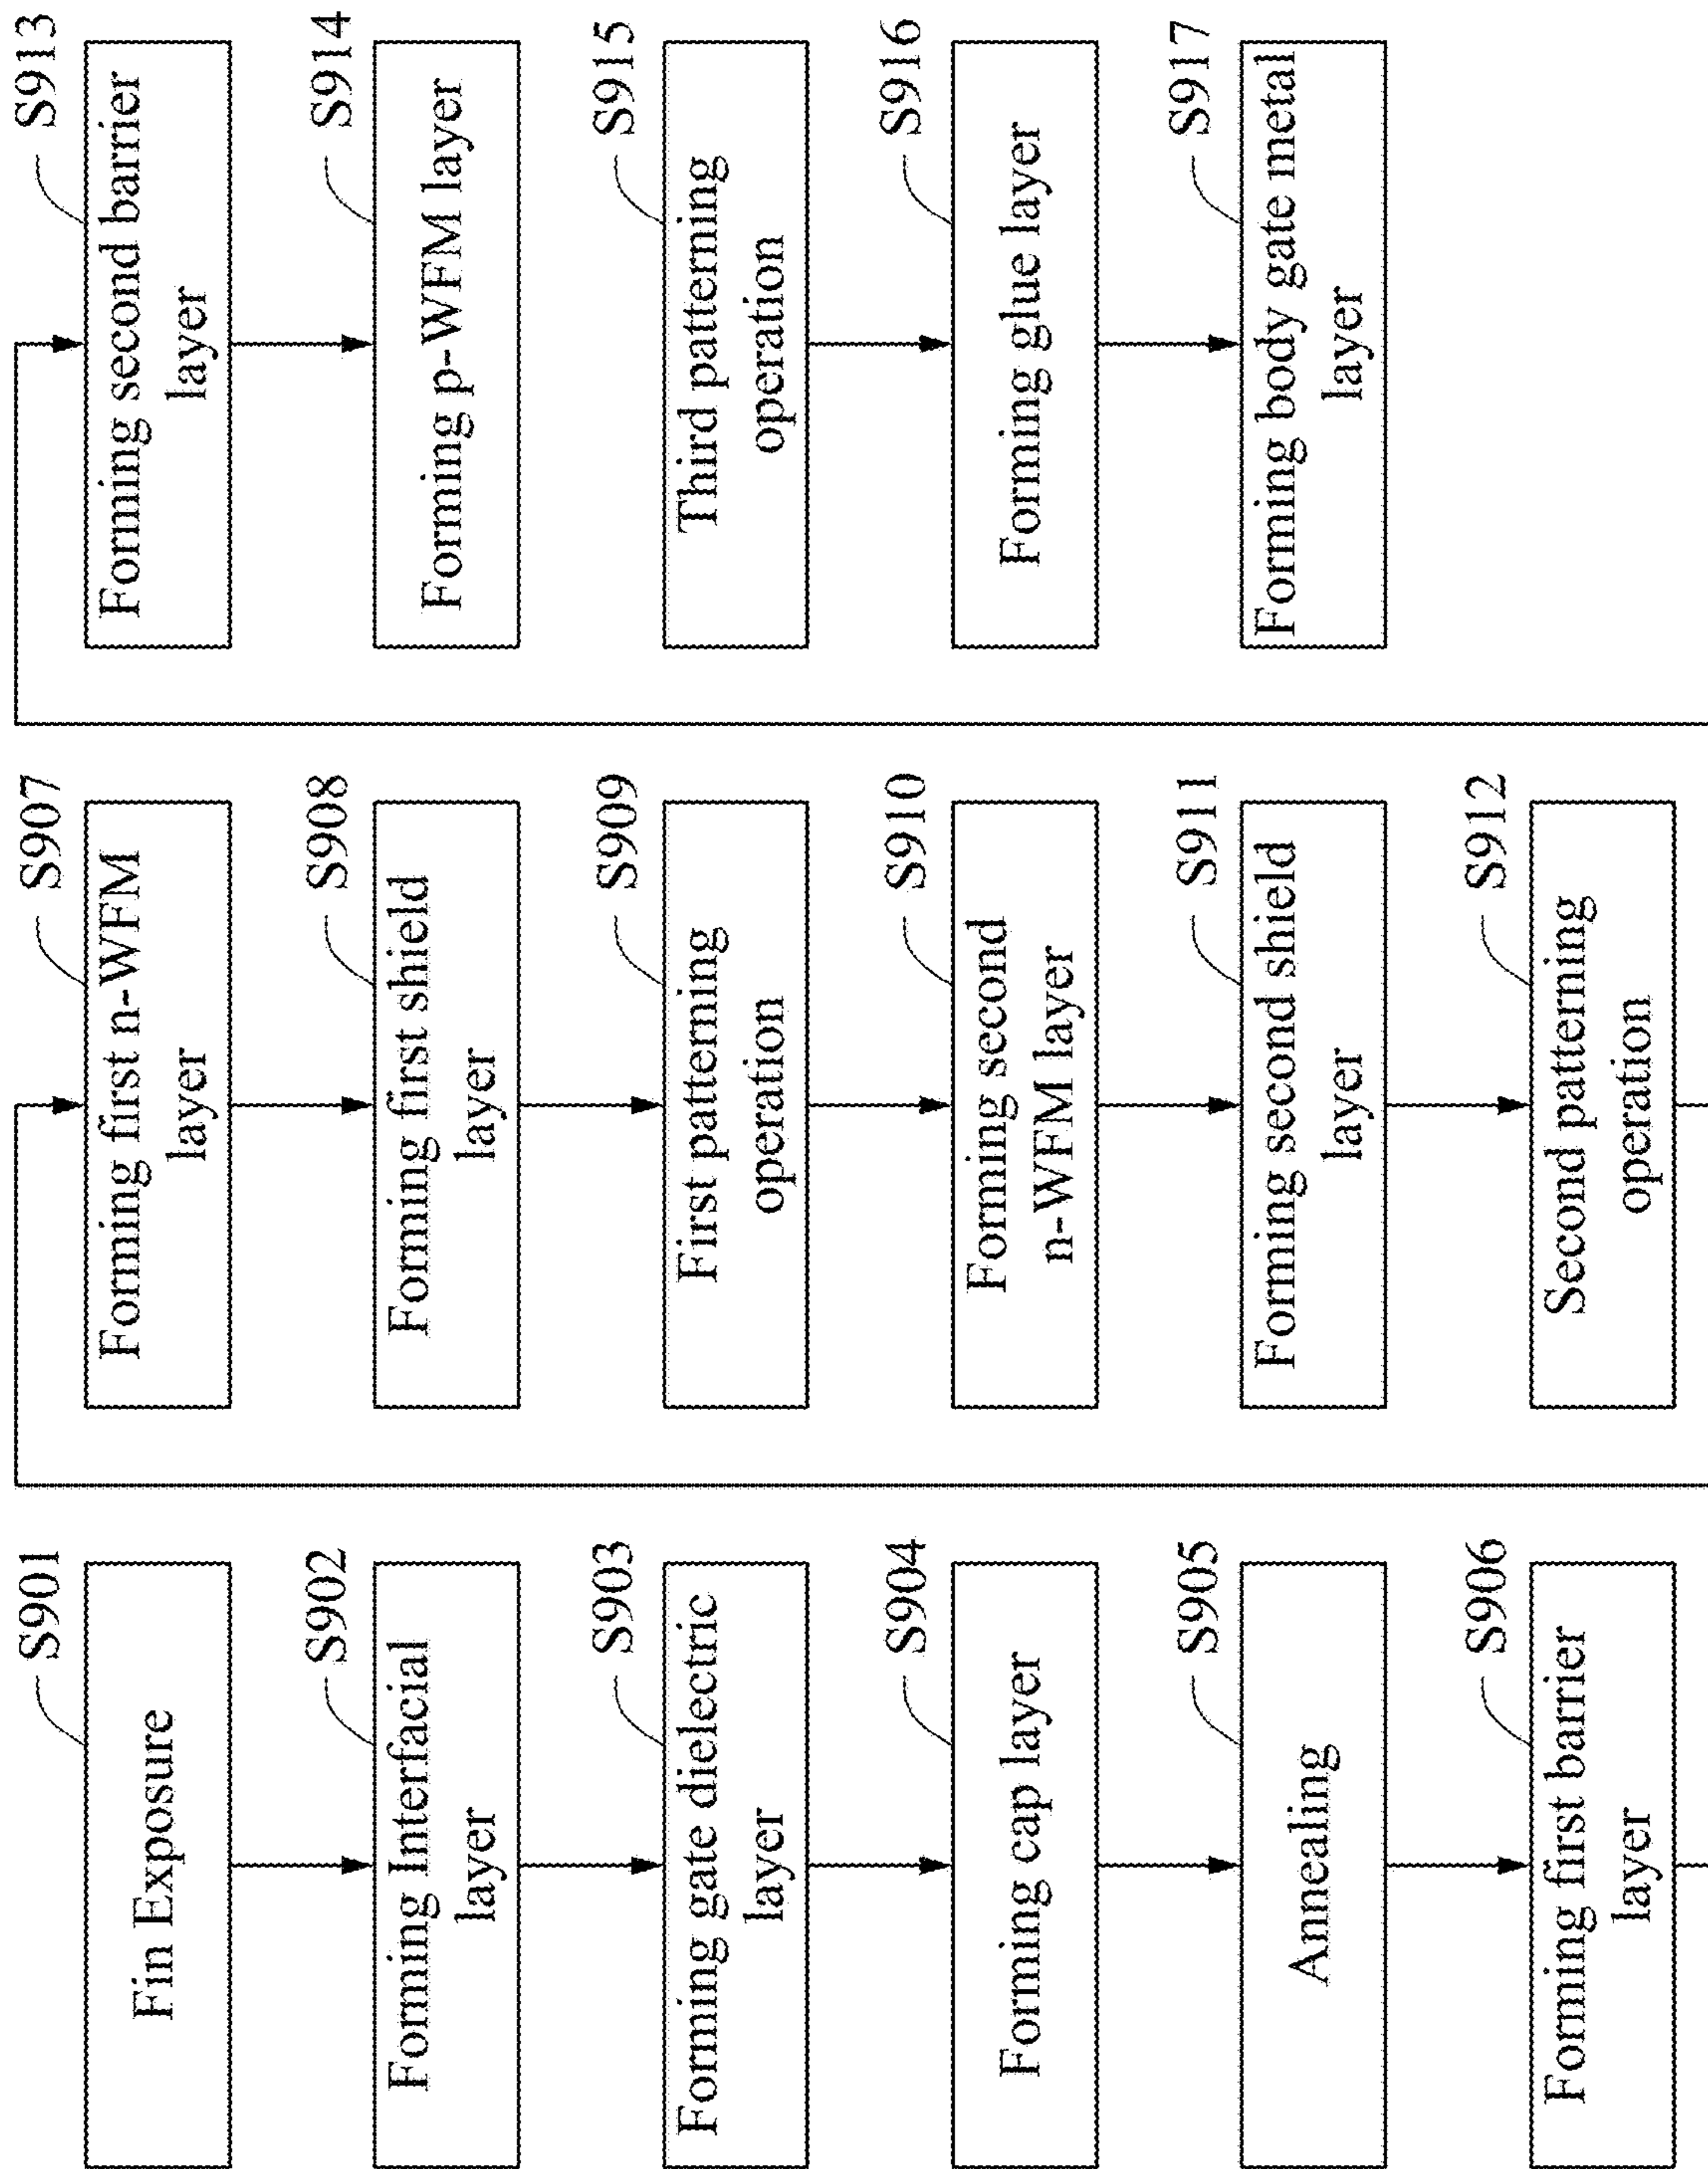 S901
Fin Exposure
S902
Forming Interfacial
layer
S903
Forming gate dielectric
layer
S904
Forming cap layer
S905
Annealing
S906
Forming first barrier
layer
S907
Forming first n-WFM
layer
S908
Forming first shield
layer
S909
First patterning
operation
S910
Forming second
n-WFM layer
S911
Forming second shield
layer
S912
Second patterning
operation
S913
Forming second barrier
layer
S914
Forming p-WFM layer
S915
Third patterning
operation
S916
Forming glue layer
S917
Forming body gate metal
layer